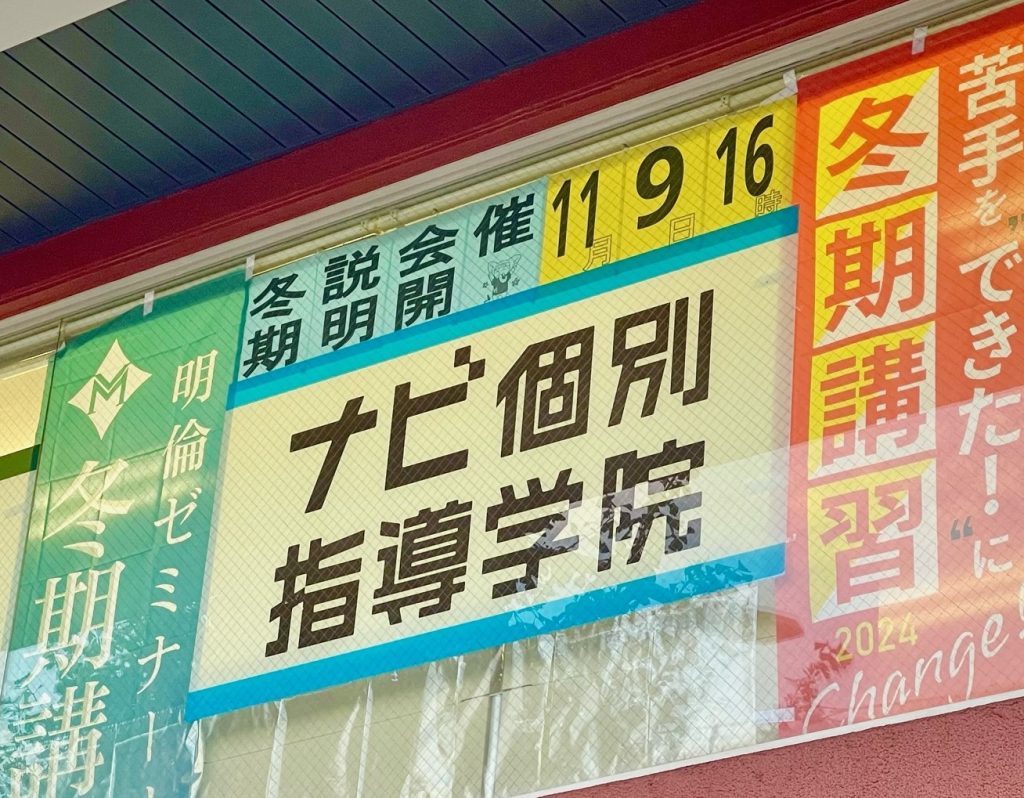 明倫ゼミナール
冬期講
M
冬期
説明
会開
催
11月9日16時
ナビ個別
指導学院
苦手を"できた!"に
冬期講習
2024
Change!